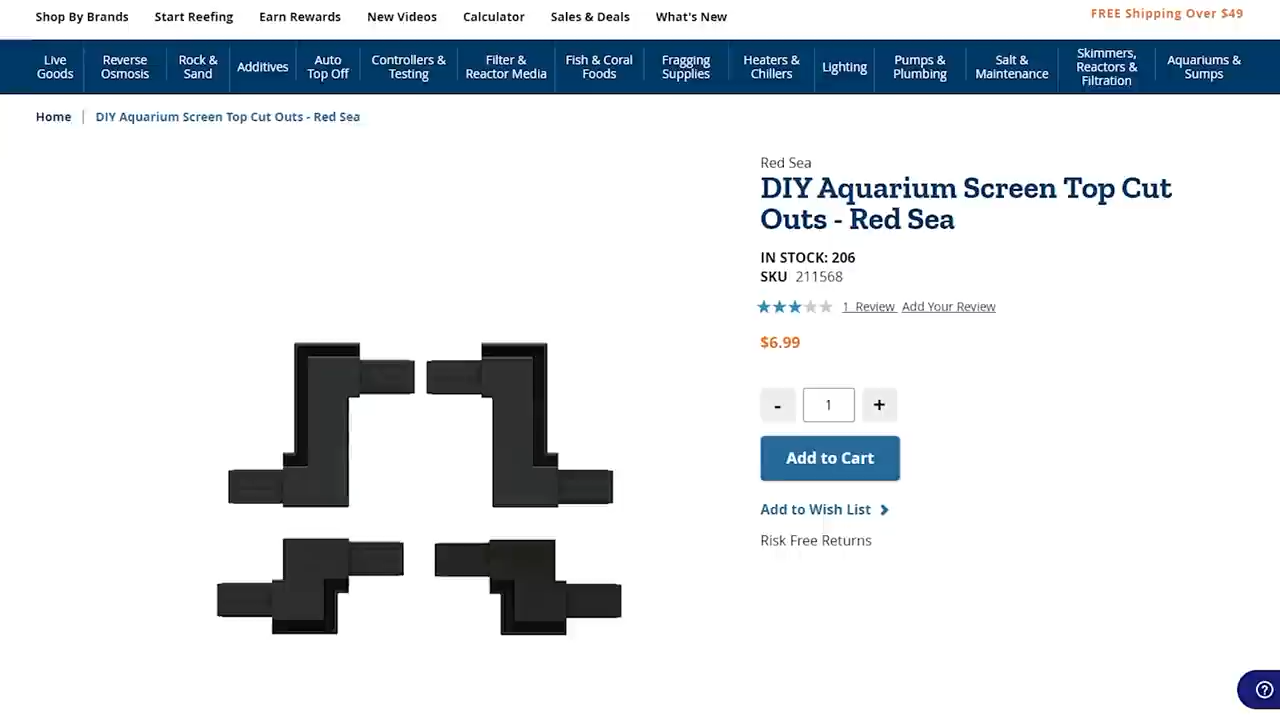 Shop By Brands Start Reefing Earn Rewards New Videos Calculator Sales & Deals What's New FREE Shipping Over $49
Live Goods
Reverse Osmosis
Rock & Sand
Additives
Auto Top Off
Controllers & Testing
Filter & Reactor Media
Fish & Coral Foods
Fragging Supplies
Heaters & Chillers
Lighting
Pumps & Plumbing
Salt & Maintenance
Skimmers, Reactors & Filtration
Aquariums & Sumps
Home | DIY Aquarium Screen Top Cut Outs - Red Sea
Red Sea
DIY Aquarium Screen Top Cut
Outs - Red Sea
IN STOCK: 206
SKU 211568
1 Review Add Your Review
$6.99
- 1 +
Add to Cart
Add to Wish List
Risk Free Returns